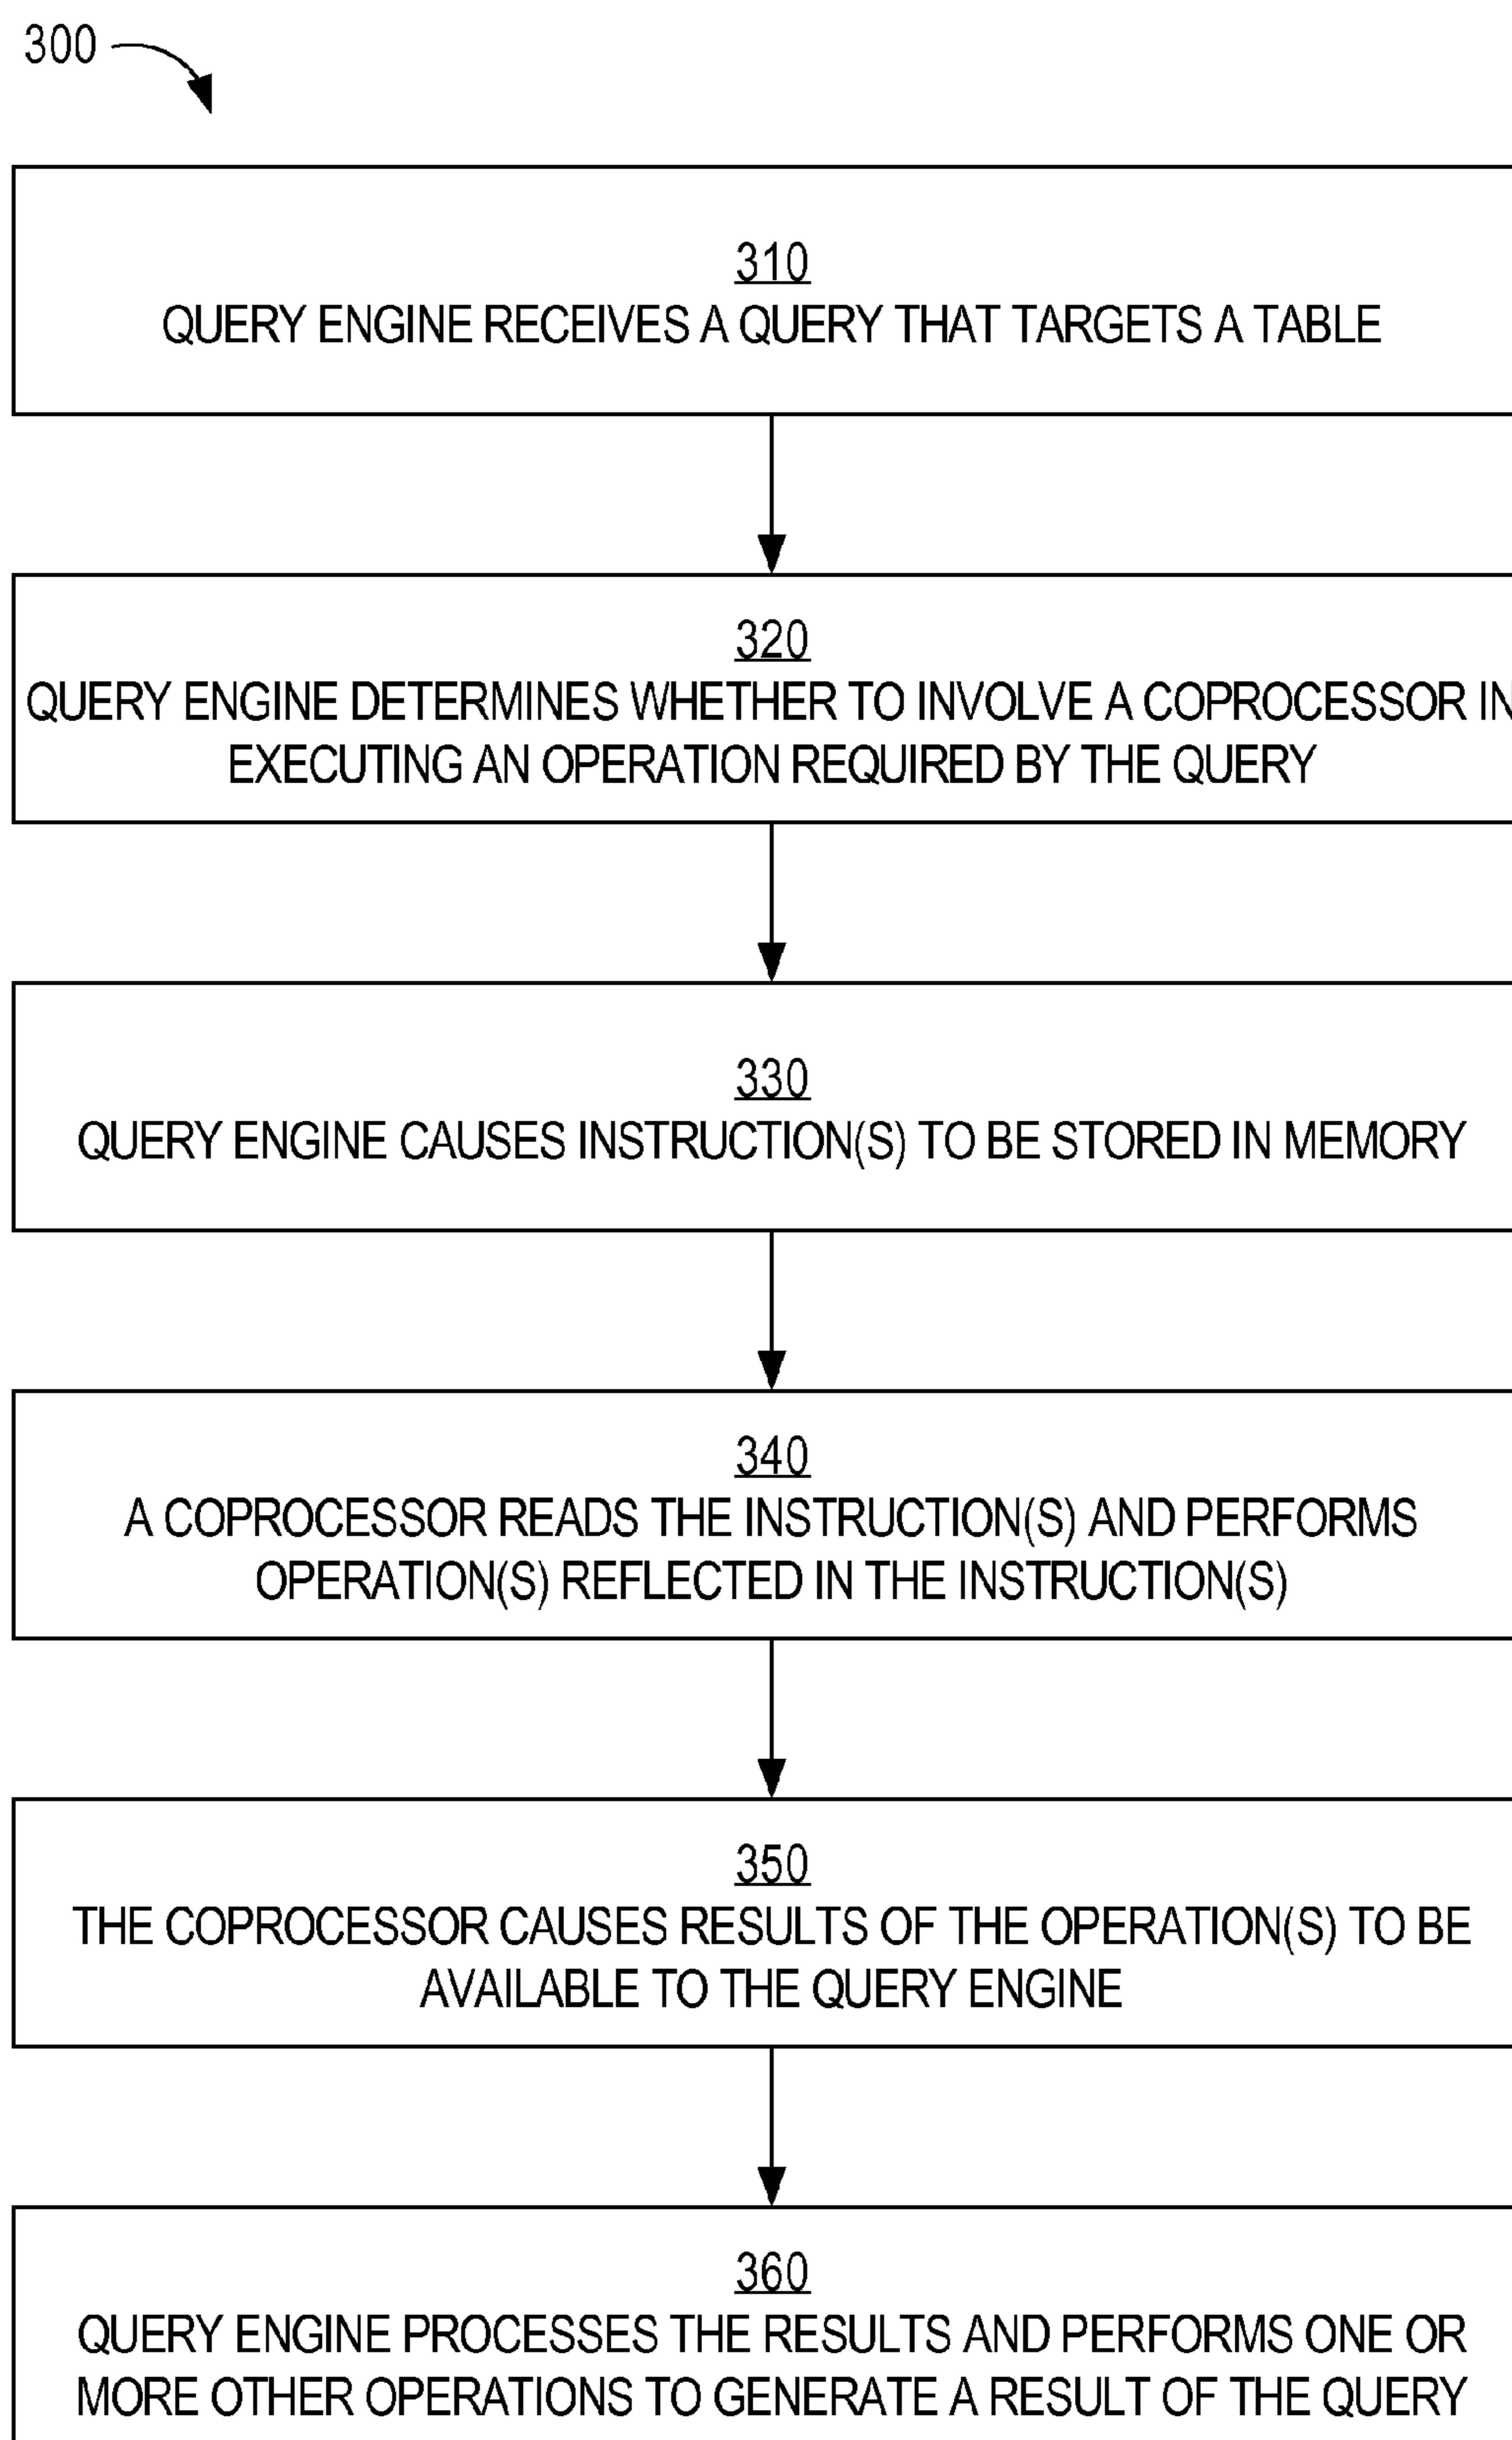 300
310
QUERY ENGINE RECEIVES A QUERY THAT TARGETS A TABLE
320
QUERY ENGINE DETERMINES WHETHER TO INVOLVE A COPROCESSOR IN
EXECUTING AN OPERATION REQUIRED BY THE QUERY
330
QUERY ENGINE CAUSES INSTRUCTION(S) TO BE STORED IN MEMORY
340
A COPROCESSOR READS THE INSTRUCTION(S) AND PERFORMS
OPERATION(S) REFLECTED IN THE INSTRUCTION(S)
350
THE COPROCESSOR CAUSES RESULTS OF THE OPERATION(S) TO BE
AVAILABLE TO THE QUERY ENGINE
360
QUERY ENGINE PROCESSES THE RESULTS AND PERFORMS ONE OR
MORE OTHER OPERATIONS TO GENERATE A RESULT OF THE QUERY